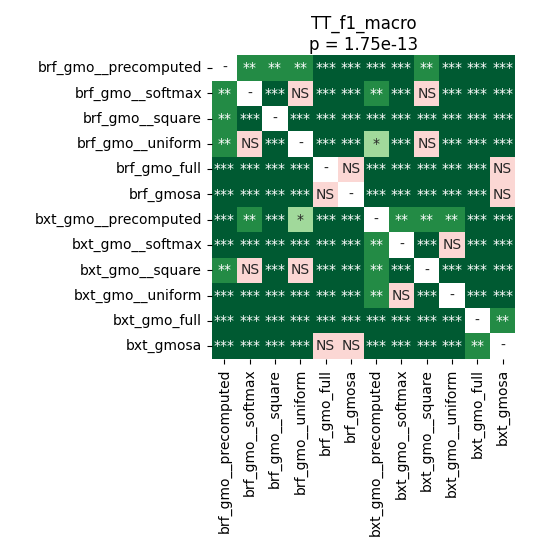 TT_f1_macro
p = 1.75e-13
brf_gmo__precomputed - ** ** ** *** *** *** *** ** *** *** ***
brf_gmo__softmax ** - *** NS *** *** ** *** NS *** *** ***
brf_gmo__square ** *** - *** *** *** *** *** *** *** *** ***
brf_gmo__uniform ** NS *** - *** *** * *** NS *** *** ***
brf_gmo_full *** *** *** *** - NS *** *** *** *** *** NS
brf_gmosa *** *** *** *** NS - *** *** *** *** *** NS
bxt_gmo__precomputed *** ** *** * *** *** - ** ** ** *** ***
bxt_gmo__softmax *** *** *** *** *** *** ** - *** NS *** ***
bxt_gmo__square ** NS *** NS *** *** ** *** - *** *** ***
bxt_gmo__uniform *** *** *** *** *** *** ** NS *** - *** ***
bxt_gmo_full *** *** *** *** *** *** *** *** *** *** - **
bxt_gmosa *** *** *** *** NS NS *** *** *** *** ** -
brf_gmo__precomputed
brf_gmo__softmax
brf_gmo__square
brf_gmo__uniform
brf_gmo_full
brf_gmosa
bxt_gmo__precomputed
bxt_gmo__softmax
bxt_gmo__square
bxt_gmo__uniform
bxt_gmo_full
bxt_gmosa